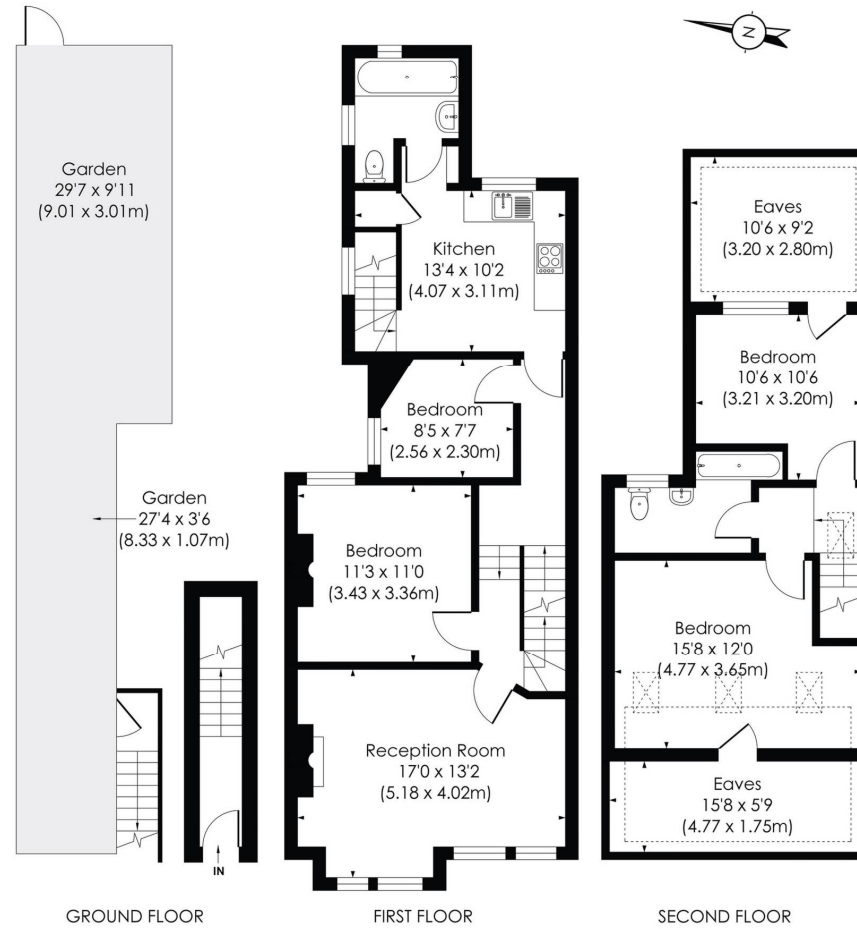 N
Garden
29'7 x 9'11
(9.01 x 3.01m)
Garden
27'4 x 3'6
(8.33 x 1.07m)
IN
GROUND FLOOR
Kitchen
13'4 x 10'2
(4.07 x 3.11m)
Bedroom
8'5 x 7'7
(2.56 x 2.30m)
Bedroom
11'3 x 11'0
(3.43 x 3.36m)
Reception Room
17'0 x 13'2
(5.18 x 4.02m)
FIRST FLOOR
Eaves
10'6 x 9'2
(3.20 x 2.80m)
Bedroom
10'6 x 10'6
(3.21 x 3.20m)
Bedroom
15'8 x 12'0
(4.77 x 3.65m)
Eaves
15'8 x 5'9
(4.77 x 1.75m)
SECOND FLOOR